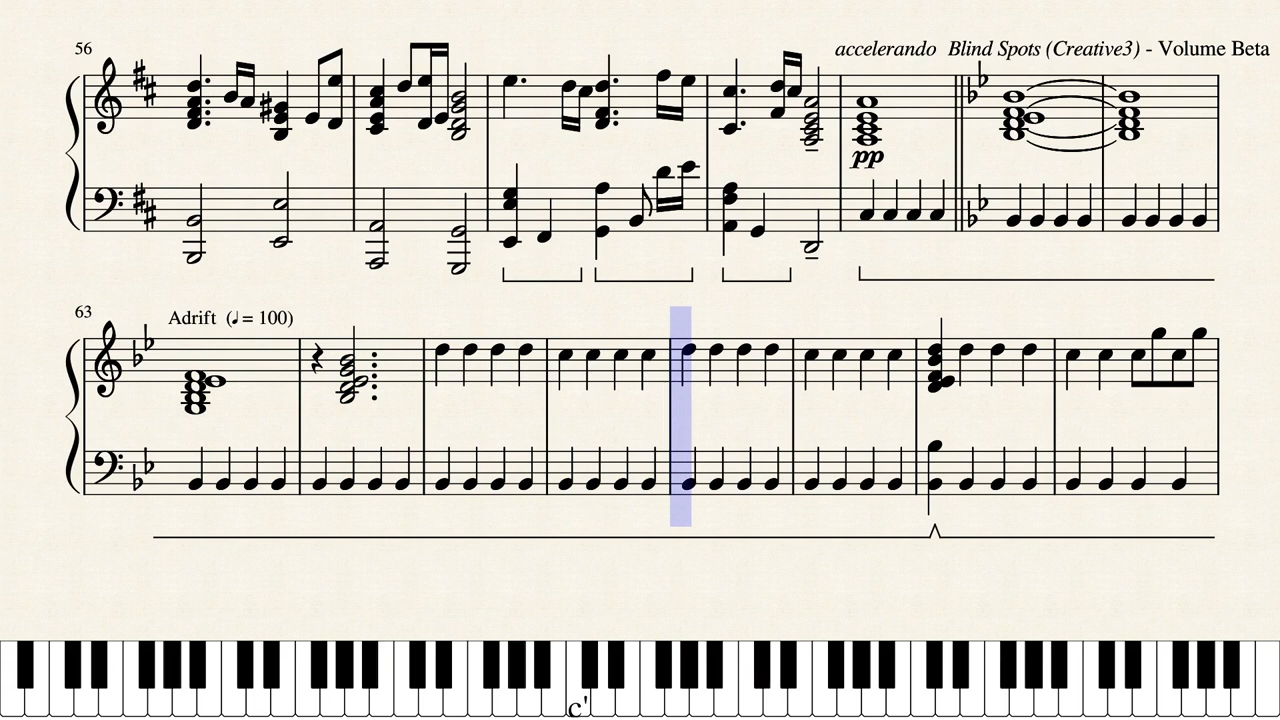 56
accelerando Blind Spots (Creative3) - Volume Beta
pp
63
Adrift (♩ = 100)
c'